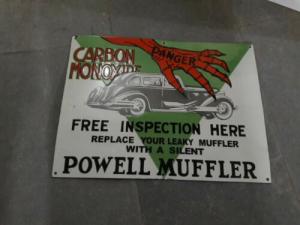 CARBON
MONOXIDE
DANGER
FREE INSPECTION HERE
REPLACE YOUR LEAKY MUFFLER
WITH A SILENT
POWELL MUFFLER